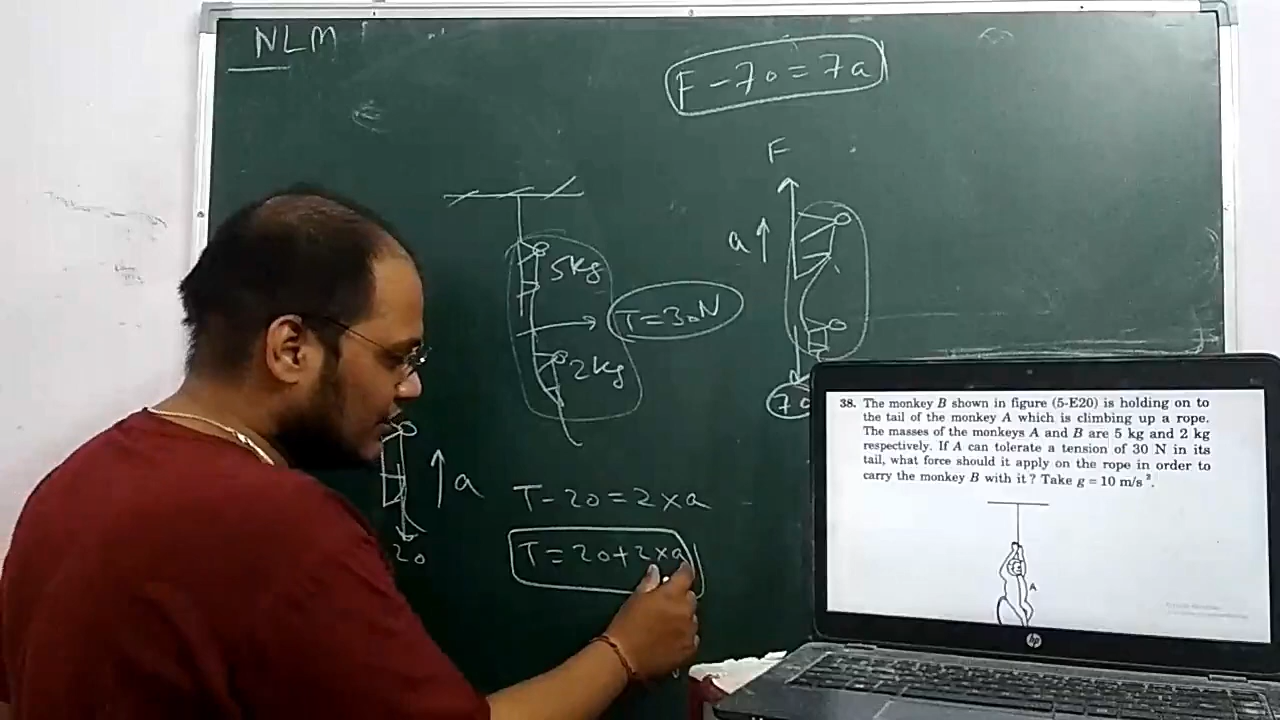 NLM
F - 70 = 7a
F
a
5kg
T = 30N
2kg
70
a
T - 20 = 2 x a
20
T = 20 + 2 x a
38. The monkey B shown in figure (5-E20) is holding on to
the tail of the monkey A which is climbing up a rope.
The masses of the monkeys A and B are 5 kg and 2 kg
respectively. If A can tolerate a tension of 30 N in its
tail, what force should it apply on the rope in order to
carry the monkey B with it ? Take g = 10 m/s².
A
hp